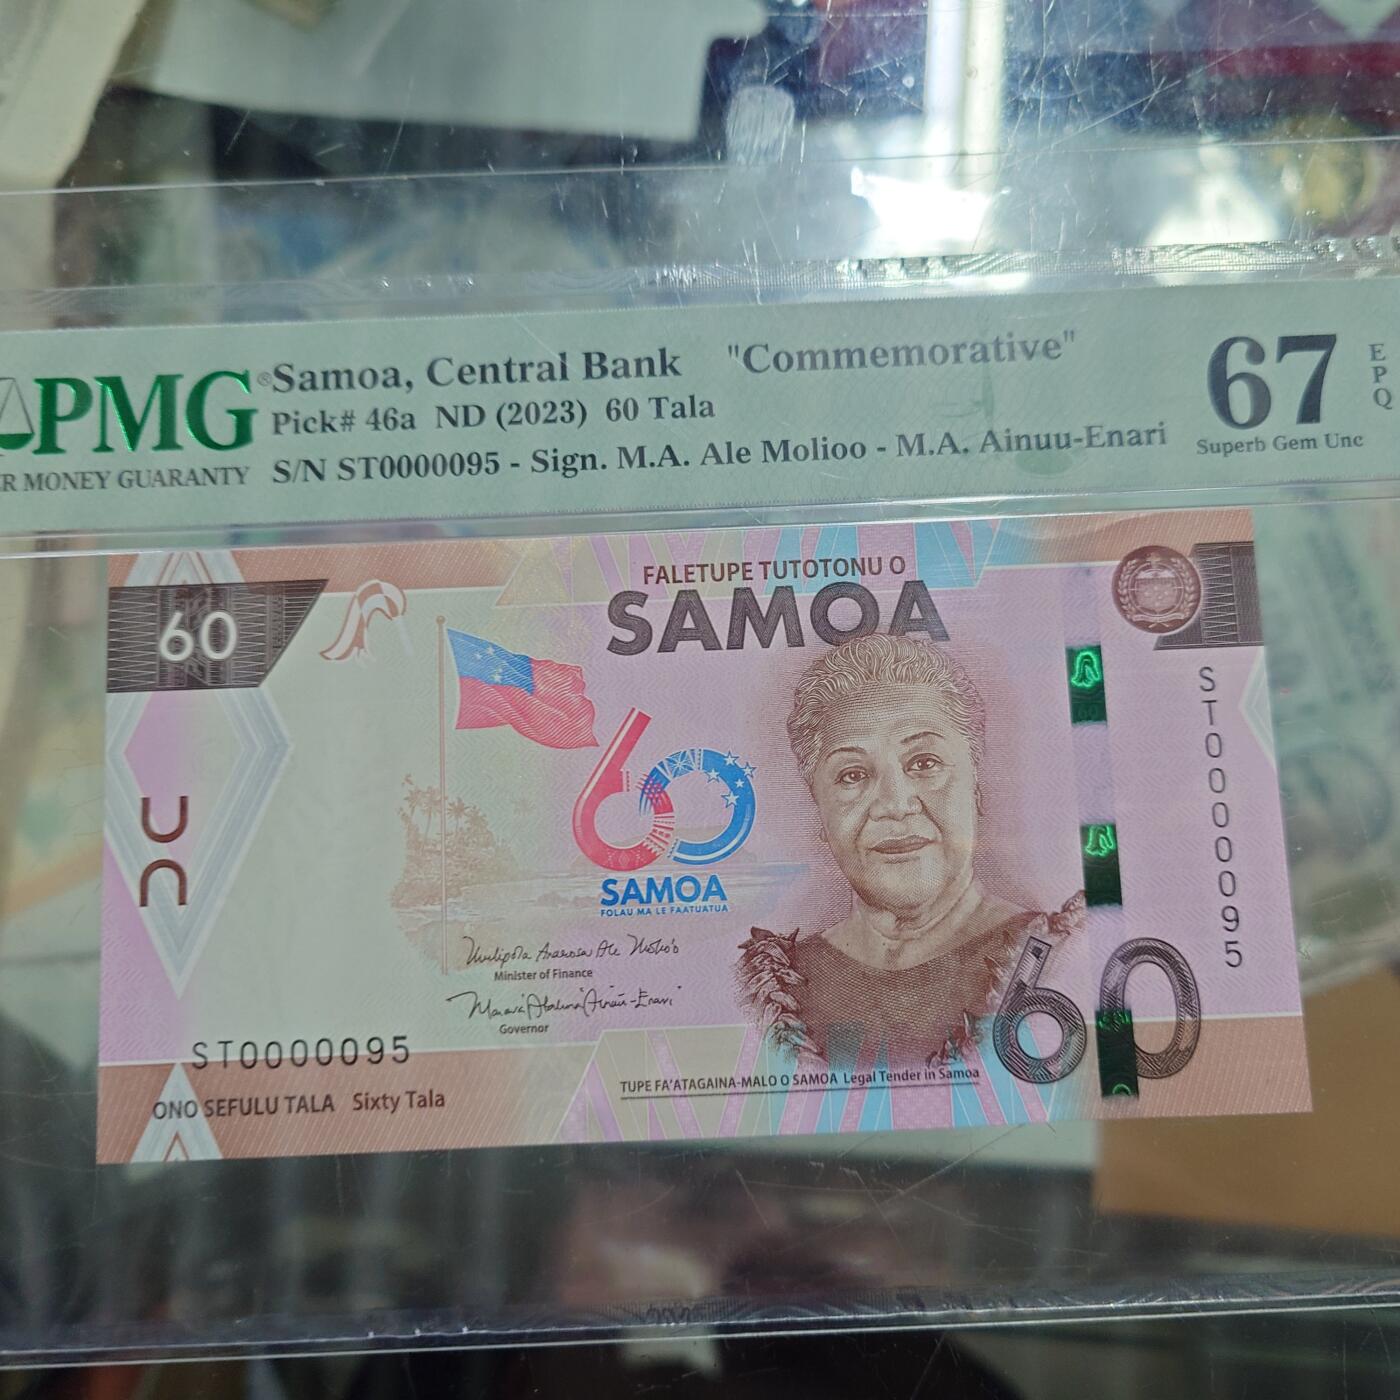 PMG
®
Samoa, Central Bank "Commemorative"
Pick# 46a ND (2023) 60 Tala
S/N ST0000095 - Sign. M.A. Ale Molioo - M.A. Ainuu-Enari
MONEY GUARANTY
67
EPQ
Superb Gem Unc
60
FALETUPE TUTOTONU O
SAMOA
60
SAMOA
FOLAU MA LE FAATUATUA
Minister of Finance
Governor
ST0000095
ST0000095
ONO SEFULU TALA Sixty Tala
TUPE FA'ATAGAINA-MALO O SAMOA Legal Tender in Samoa
60